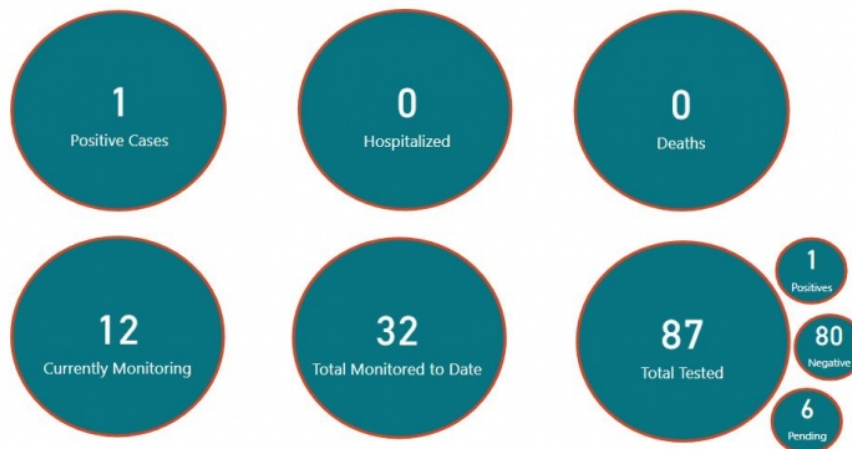 1
Positive Cases
0
Hospitalized
0
Deaths
12
Currently Monitoring
32
Total Monitored to Date
87
Total Tested
1
Positives
80
Negative
6
Pending